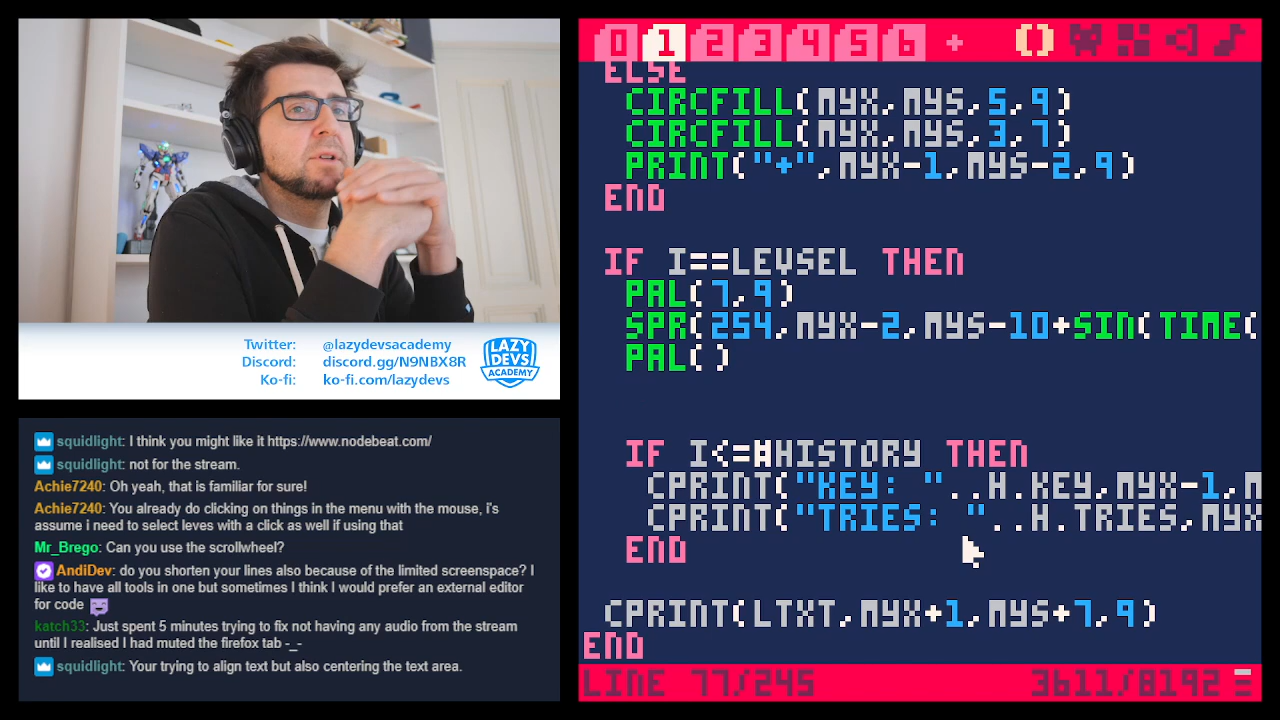 Twitter: @lazydevsacademy
Discord: discord.gg/N9NBX8R
Ko-fi: ko-fi.com/lazydevs
LAZY
DEVS
ACADEMY
squidlight: I think you might like it https://www.nodebeat.com/
squidlight: not for the stream.
Achie7240: Oh yeah, that is familiar for sure!
Achie7240: You already do clicking on things in the menu with the mouse, i's
assume i need to select leves with a click as well if using that
Mr_Brego: Can you use the scrollwheel?
AndiDev: do you shorten your lines also because of the limited screenspace? I
like to have all tools in one but sometimes I think I would prefer an external editor
for code
katch33: Just spent 5 minutes trying to fix not having any audio from the stream
until I realised I had muted the firefox tab -_-
squidlight: Your trying to align text but also centering the text area.
0 1 2 3 4 5 6 + ()
ELSE
CIRCFILL(MYX,MYS,5,9)
CIRCFILL(MYX,MYS,3,7)
PRINT("+",MYX-1,MYS-2,9)
END
IF I==LEVSEL THEN
PAL(7,9)
SPR(254,MYX-2,MYS-10+SIN(TIME(
PAL()
IF I<=#HISTORY THEN
CPRINT("KEY: "..H.KEY,MYX-1,M
CPRINT("TRIES: "..H.TRIES,MYX
END
CPRINT(LTXT,MYX+1,MYS+7,9)
END
LINE 77/245 3611/8192